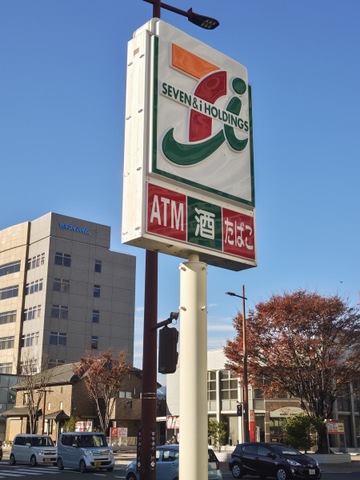 SEVEN & i HOLDINGS
ATM 酒 たばこ